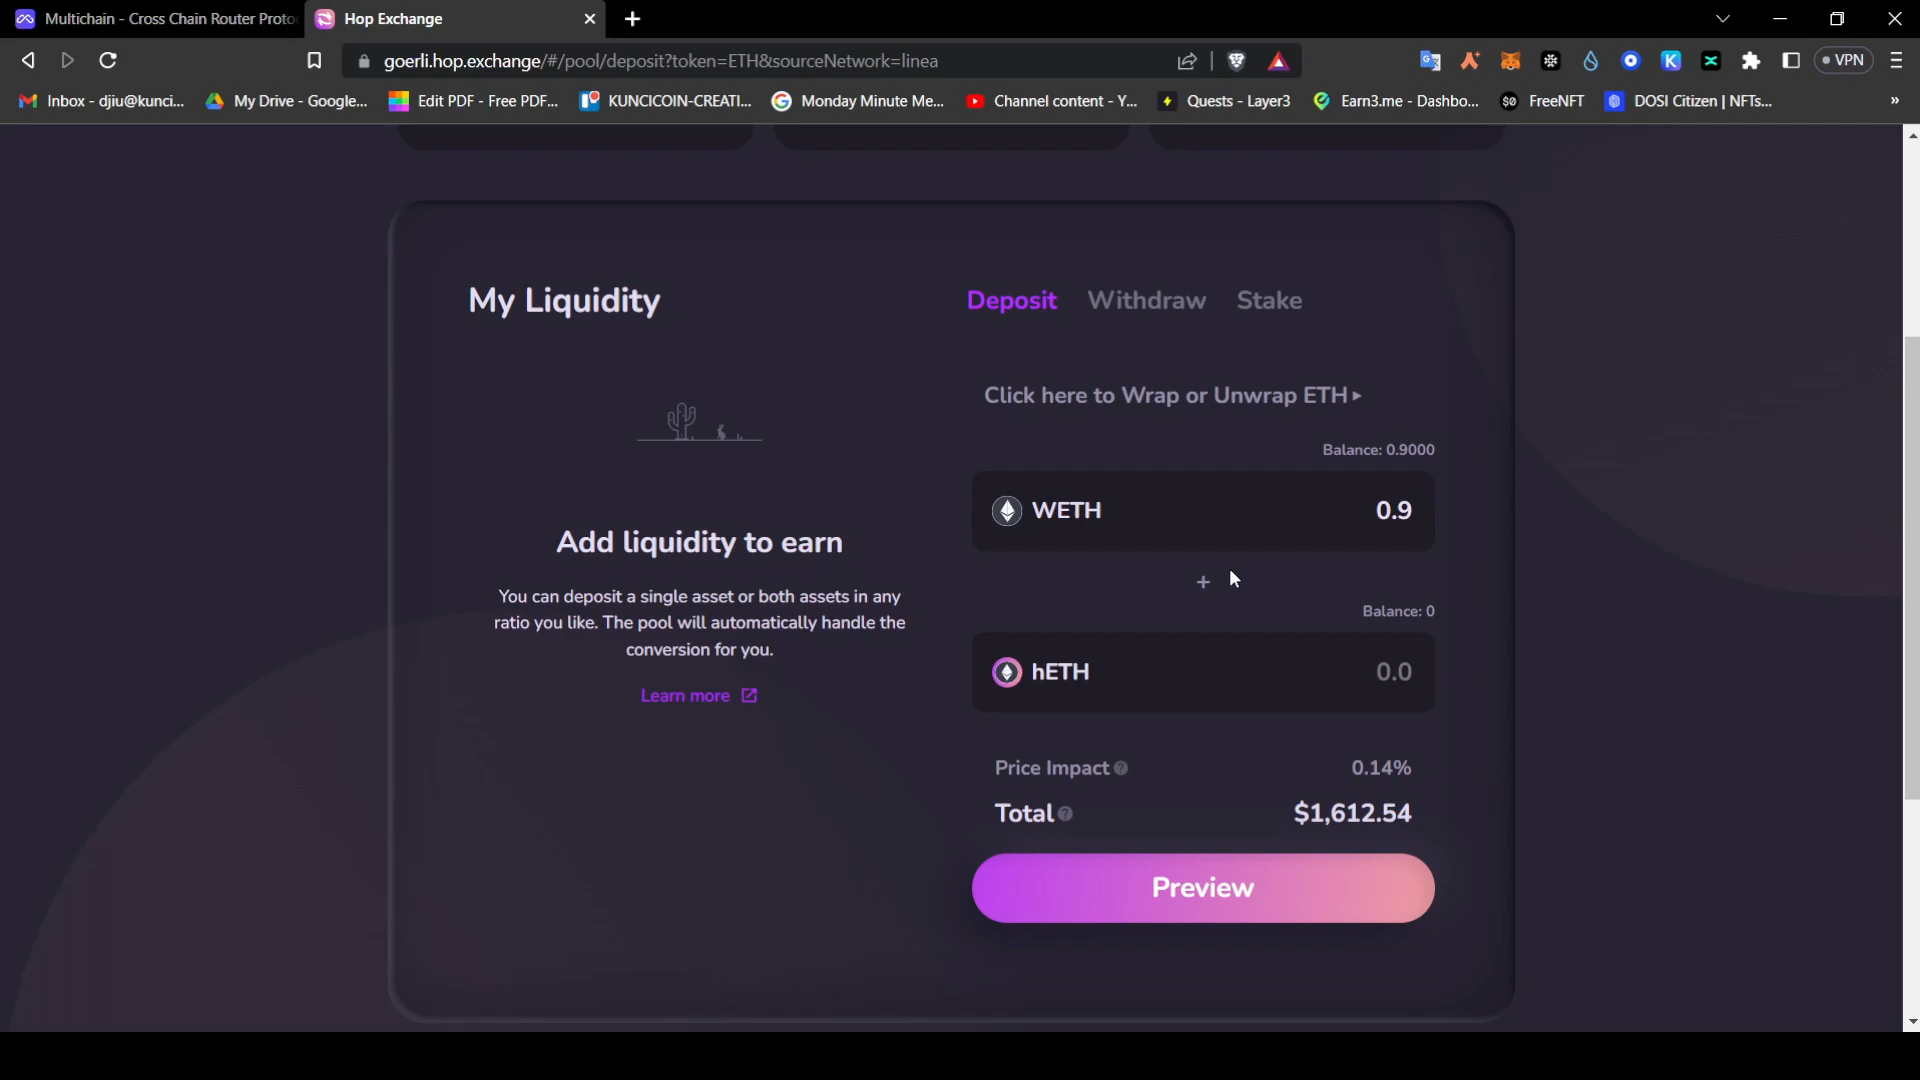 Multichain - Cross Chain Router Proto
Hop Exchange
goerli.hop.exchange/#/pool/deposit?token=ETH&sourceNetwork=linea
VPN
Inbox - djiu@kunci...
My Drive - Google...
Edit PDF - Free PDF...
KUNCICOIN-CREATI...
Monday Minute Me...
Channel content - Y...
Quests - Layer3
Earn3.me - Dashbo...
FreeNFT
DOSI Citizen | NFTs...
»
My Liquidity
Deposit Withdraw Stake
Click here to Wrap or Unwrap ETH ▸
Balance: 0.9000
WETH 0.9
+
Balance: 0
hETH 0.0
Add liquidity to earn
You can deposit a single asset or both assets in any
ratio you like. The pool will automatically handle the
conversion for you.
Learn more
Price Impact 0.14%
Total $1,612.54
Preview